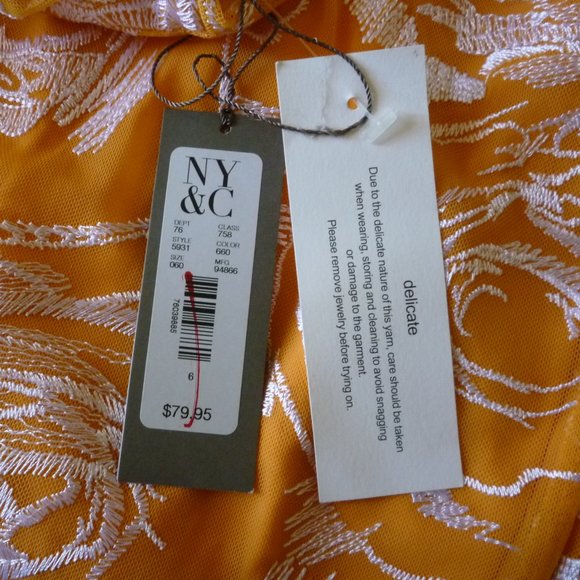 NY
&C
DEPT CLASS
76 758
STYLE COLOR
5931 660
SIZE MFG
060 94866
76039685
6
$79.95
delicate
Due to the delicate nature of this yarn, care should be taken
when wearing, storing and cleaning to avoid snagging
or damage to the garment.
Please remove jewelry before trying on.